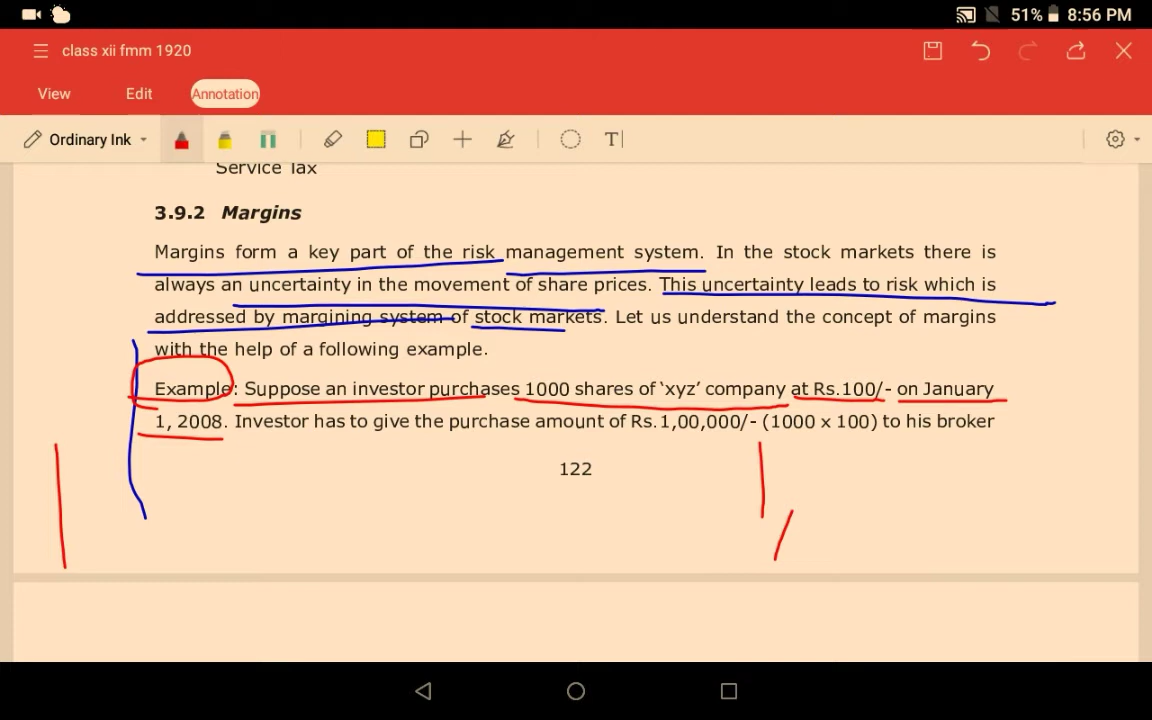 51% 8:56 PM
class xii fmm 1920
View Edit Annotation
Ordinary Ink T
Service Tax
3.9.2 Margins
Margins form a key part of the risk management system. In the stock markets there is
always an uncertainty in the movement of share prices. This uncertainty leads to risk which is
addressed by margining system of stock markets. Let us understand the concept of margins
with the help of a following example.
Example: Suppose an investor purchases 1000 shares of ‘xyz’ company at Rs.100/- on January
1, 2008. Investor has to give the purchase amount of Rs.1,00,000/- (1000 x 100) to his broker
122